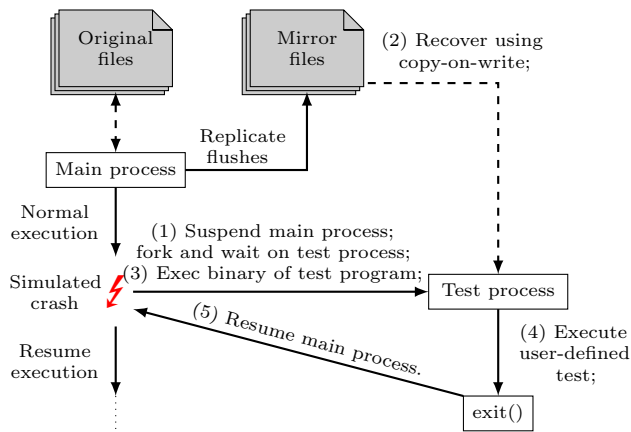 Original
files
Mirror
files
(2) Recover using
copy-on-write;
Replicate
flushes
Main process
Normal
execution
(1) Suspend main process;
fork and wait on test process;
(3) Exec binary of test program;
Simulated
crash
Test process
(5) Resume main process.
(4) Execute
user-defined
test;
Resume
execution
exit()